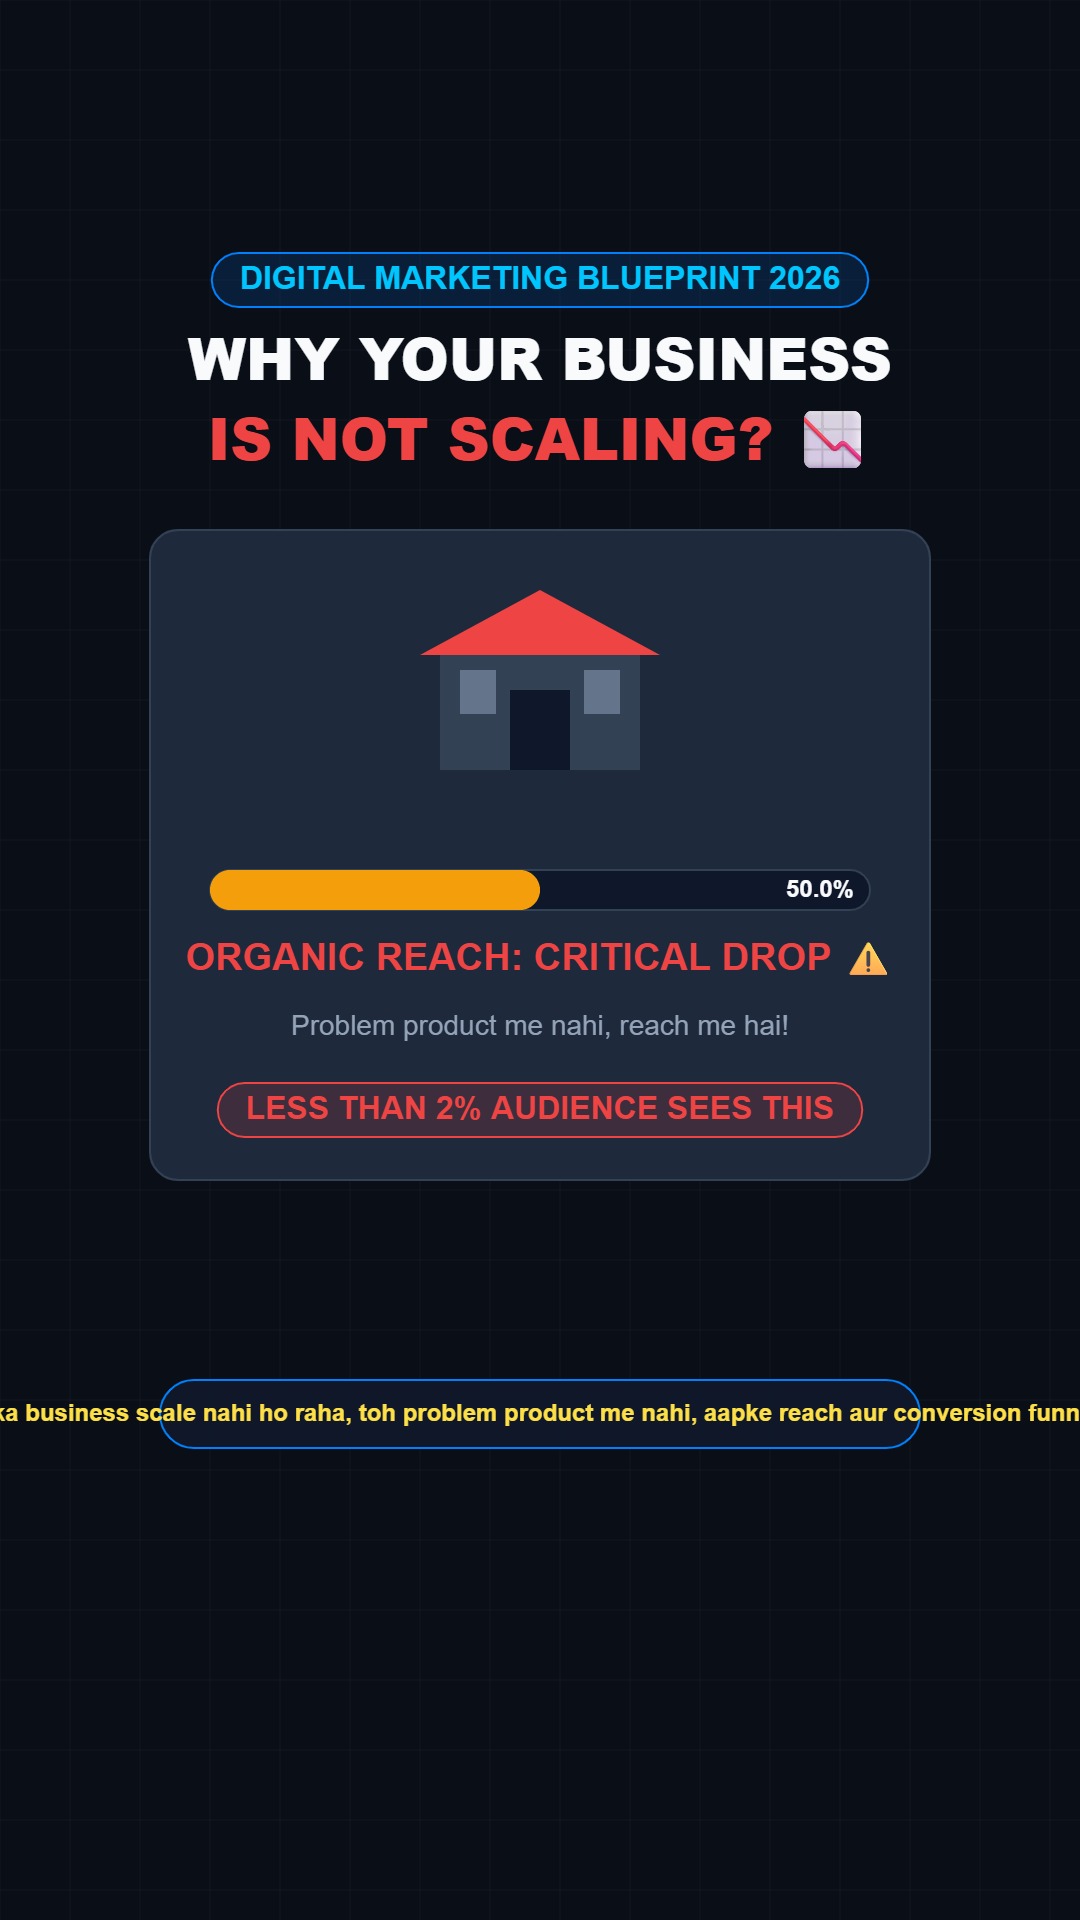 DIGITAL MARKETING BLUEPRINT 2026
WHY YOUR BUSINESS
IS NOT SCALING?
50.0%
ORGANIC REACH: CRITICAL DROP
Problem product me nahi, reach me hai!
LESS THAN 2% AUDIENCE SEES THIS
business scale nahi ho raha, toh problem product me nahi, aapke reach aur conversion